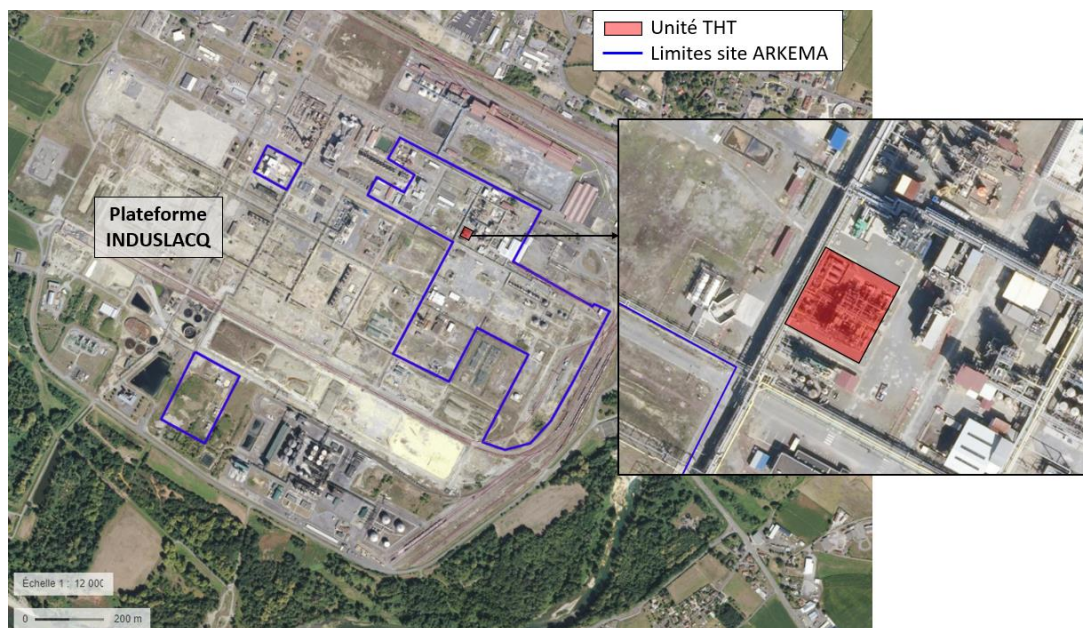 Unité THT
Limites site ARKEMA
Plateforme
INDUSLACQ
Échelle 1 : 12 000
0 200 m